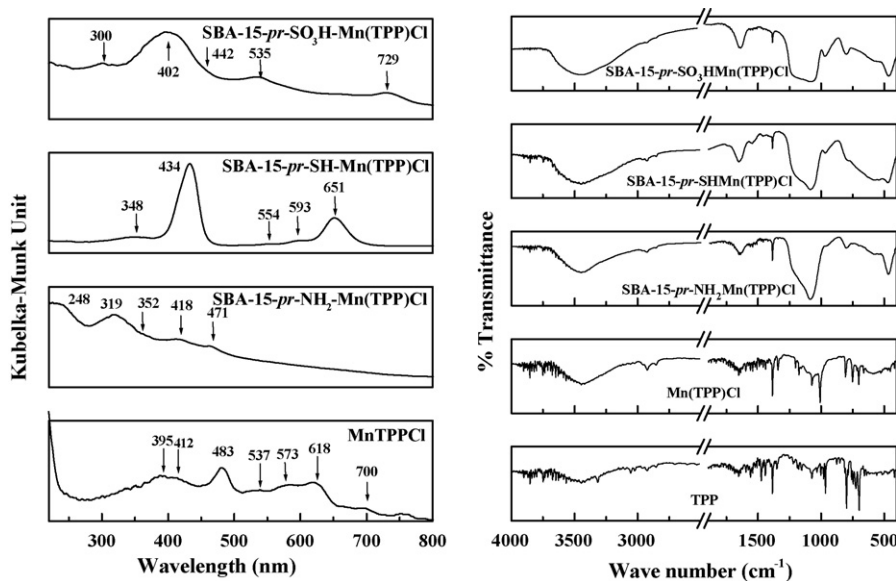 SBA-15-pr-SO3H-Mn(TPP)Cl
300
402
442
535
729
SBA-15-pr-SH-Mn(TPP)Cl
348
434
554
593
651
SBA-15-pr-NH2-Mn(TPP)Cl
248
319
352
418
471
MnTPPCl
395
412
483
537
573
618
700
Kubelka-Munk Unit
300 400 500 600 700 800
Wavelength (nm)
SBA-15-pr-SO3HMn(TPP)Cl
SBA-15-pr-SHMn(TPP)Cl
SBA-15-pr-NH2Mn(TPP)Cl
Mn(TPP)Cl
TPP
% Transmittance
4000 3500 3000 1000 500
Wave number (cm-1)